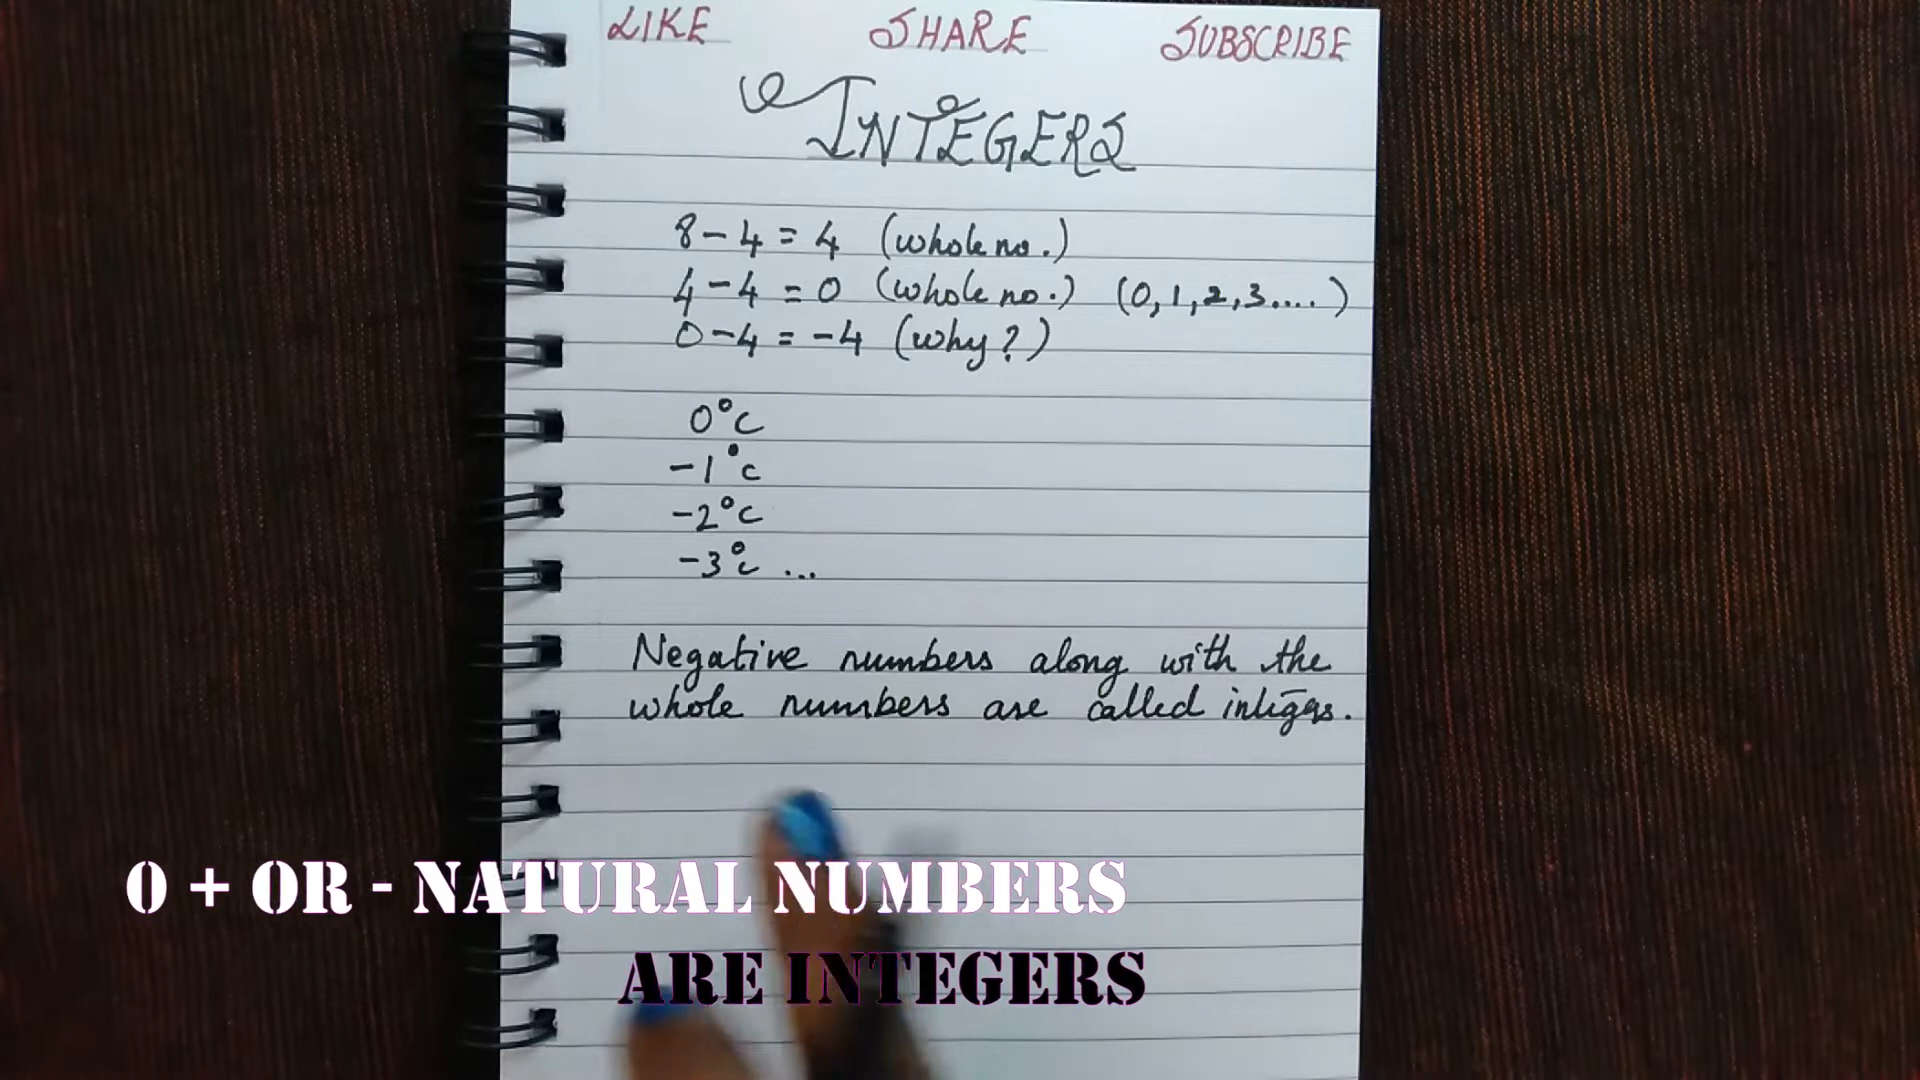 LIKE SHARE SUBSCRIBE
INTEGERS
8 - 4 = 4 (whole no.)
4 - 4 = 0 (whole no.) (0, 1, 2, 3....)
0 - 4 = -4 (why?)
0°C
-1°C
-2°C
-3°C ...
Negative numbers along with the
whole numbers are called integers.
0 + OR - NATURAL NUMBERS
ARE INTEGERS